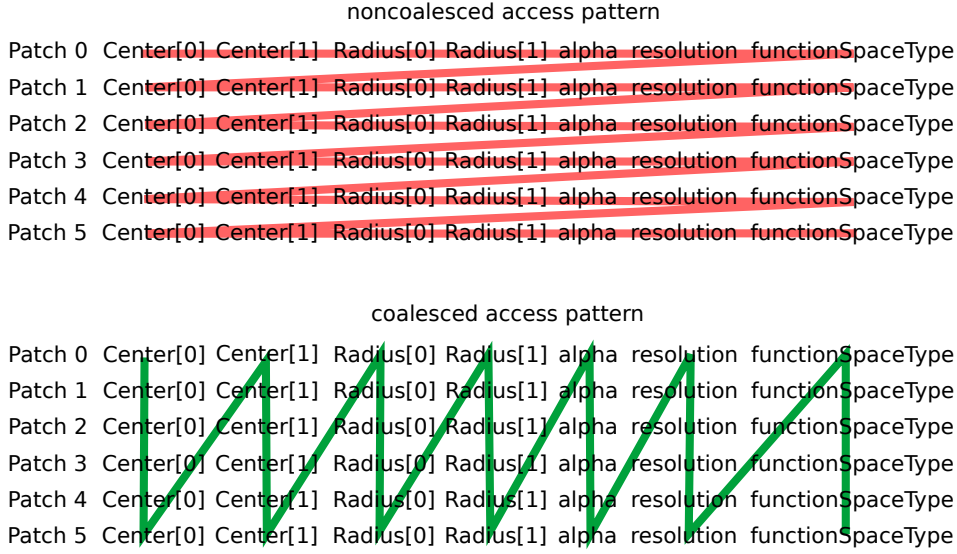 noncoalesced access pattern
Patch 0 Center[0] Center[1] Radius[0] Radius[1] alpha resolution functionSpaceType
Patch 1 Center[0] Center[1] Radius[0] Radius[1] alpha resolution functionSpaceType
Patch 2 Center[0] Center[1] Radius[0] Radius[1] alpha resolution functionSpaceType
Patch 3 Center[0] Center[1] Radius[0] Radius[1] alpha resolution functionSpaceType
Patch 4 Center[0] Center[1] Radius[0] Radius[1] alpha resolution functionSpaceType
Patch 5 Center[0] Center[1] Radius[0] Radius[1] alpha resolution functionSpaceType
coalesced access pattern
Patch 0 Center[0] Center[1] Radius[0] Radius[1] alpha resolution functionSpaceType
Patch 1 Center[0] Center[1] Radius[0] Radius[1] alpha resolution functionSpaceType
Patch 2 Center[0] Center[1] Radius[0] Radius[1] alpha resolution functionSpaceType
Patch 3 Center[0] Center[1] Radius[0] Radius[1] alpha resolution functionSpaceType
Patch 4 Center[0] Center[1] Radius[0] Radius[1] alpha resolution functionSpaceType
Patch 5 Center[0] Center[1] Radius[0] Radius[1] alpha resolution functionSpaceType